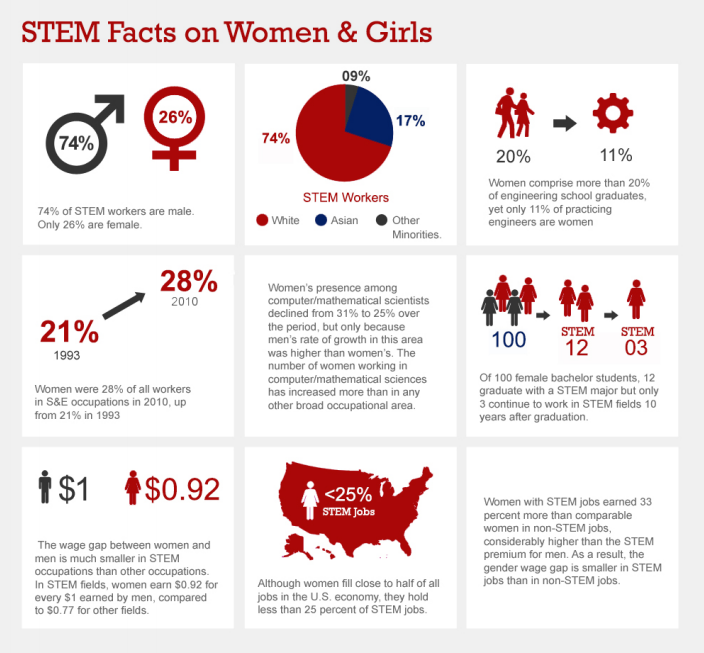 STEM Facts on Women & Girls
74%
26%
74% of STEM workers are male.
Only 26% are female.
09%
17%
74%
STEM Workers
White
Asian
Other
Minorities.
20%
11%
Women comprise more than 20%
of engineering school graduates,
yet only 11% of practicing
engineers are women
28%
2010
21%
1993
Women were 28% of all workers
in S&E occupations in 2010, up
from 21% in 1993
Women's presence among
computer/mathematical scientists
declined from 31% to 25% over
the period, but only because
men's rate of growth in this area
was higher than women's. The
number of women working in
computer/mathematical sciences
has increased more than in any
other broad occupational area.
100
STEM
12
STEM
03
Of 100 female bachelor students, 12
graduate with a STEM major but only
3 continue to work in STEM fields 10
years after graduation.
$1
$0.92
The wage gap between women and
men is much smaller in STEM
occupations than other occupations.
In STEM fields, women earn $0.92 for
every $1 earned by men, compared
to $0.77 for other fields.
<25%
STEM Jobs
Although women fill close to half of all
jobs in the U.S. economy, they hold
less than 25 percent of STEM jobs.
Women with STEM jobs earned 33
percent more than comparable
women in non-STEM jobs,
considerably higher than the STEM
premium for men. As a result, the
gender wage gap is smaller in STEM
jobs than in non-STEM jobs.